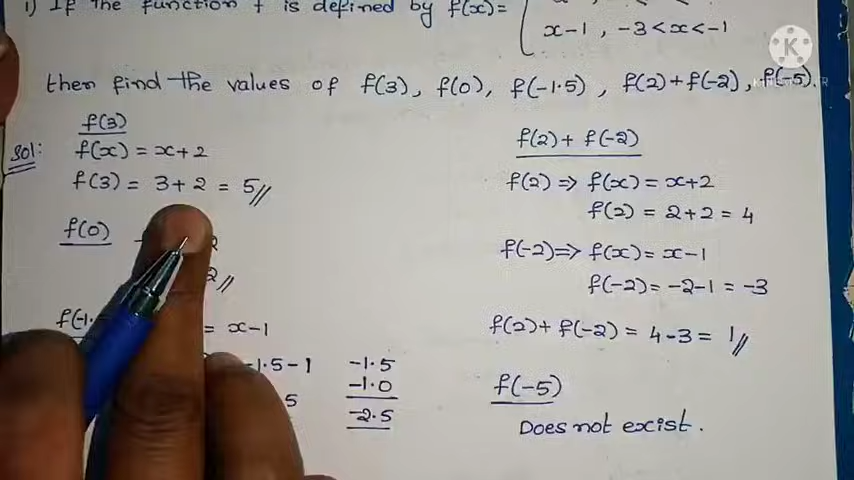 1) If the function f is defined by f(x)=
x-1 , -3<x<-1
then find the values of f(3), f(0), f(-1.5) , f(2)+f(-2), f(-5).
K
f(3)
Sol: f(x) = x+2
f(3) = 3+2 = 5//
f(0)
2//
f(-1. = x-1
-1.5-1
5
-1.5
-1.0
-2.5
f(2) + f(-2)
f(2) => f(x) = x+2
f(2) = 2+2 = 4
f(-2)=> f(x) = x-1
f(-2) = -2-1 = -3
f(2) + f(-2) = 4-3 = 1//
f(-5)
Does not exist.